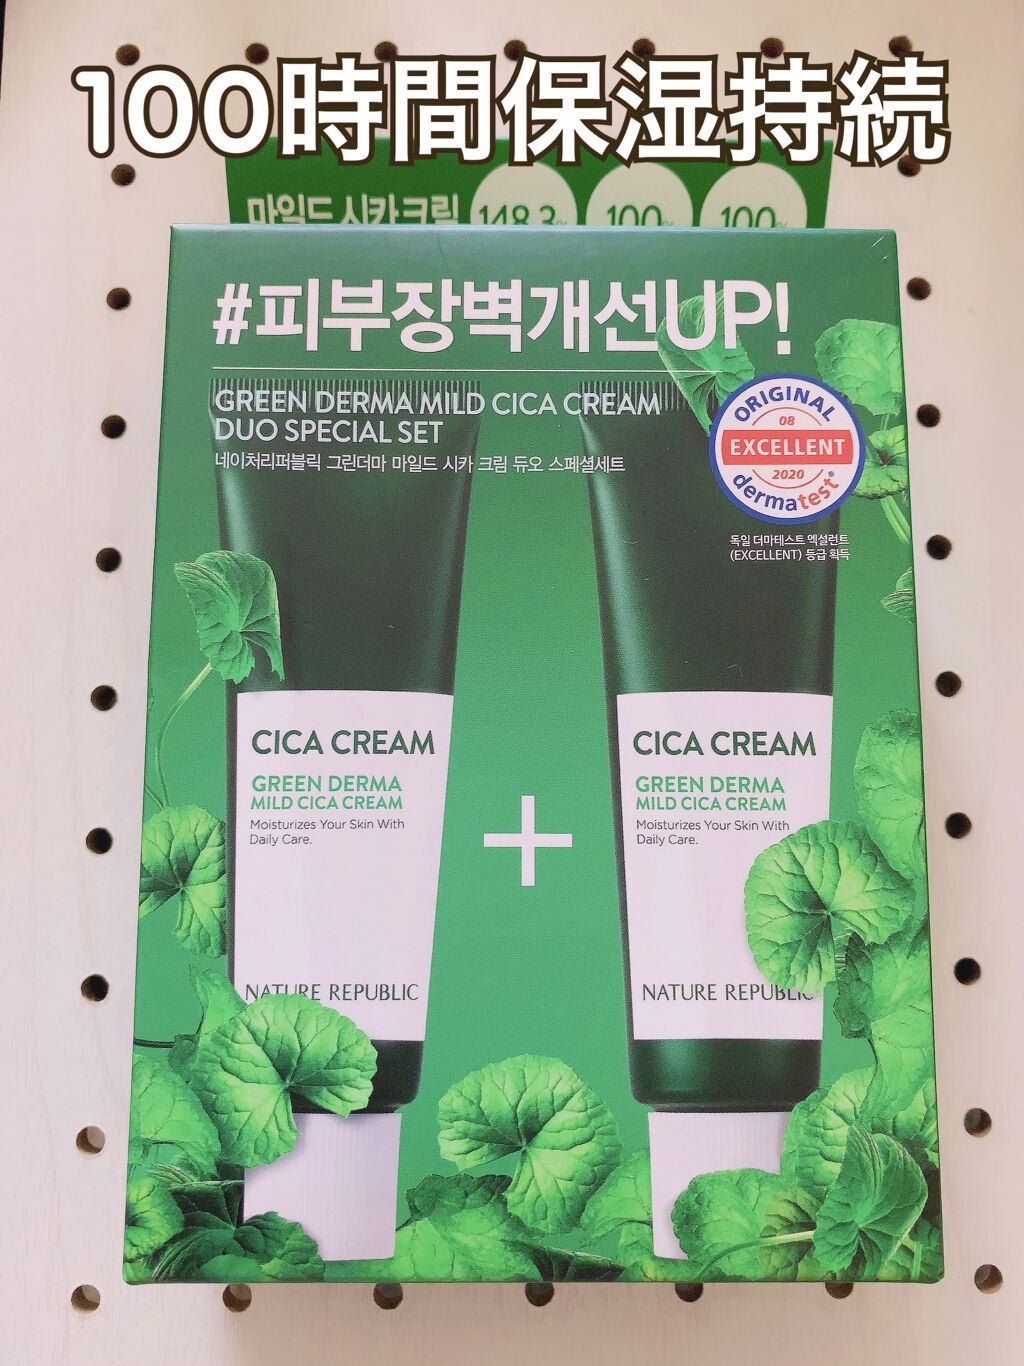 100時間保湿持続
마일드 시카 크림 148.3% 100% 100%
#피부장벽개선UP!
GREEN DERMA MILD CICA CREAM
DUO SPECIAL SET
네이처리퍼블릭 그린더마 마일드 시카 크림 듀오 스페셜세트
ORIGINAL
08
EXCELLENT
2020
dermatest®
독일 더마테스트 엑설런트
(EXCELLENT) 등급 획득
CICA CREAM
GREEN DERMA
MILD CICA CREAM
Moisturizes Your Skin With
Daily Care.
NATURE REPUBLIC
+
CICA CREAM
GREEN DERMA
MILD CICA CREAM
Moisturizes Your Skin With
Daily Care.
NATURE REPUBLIC